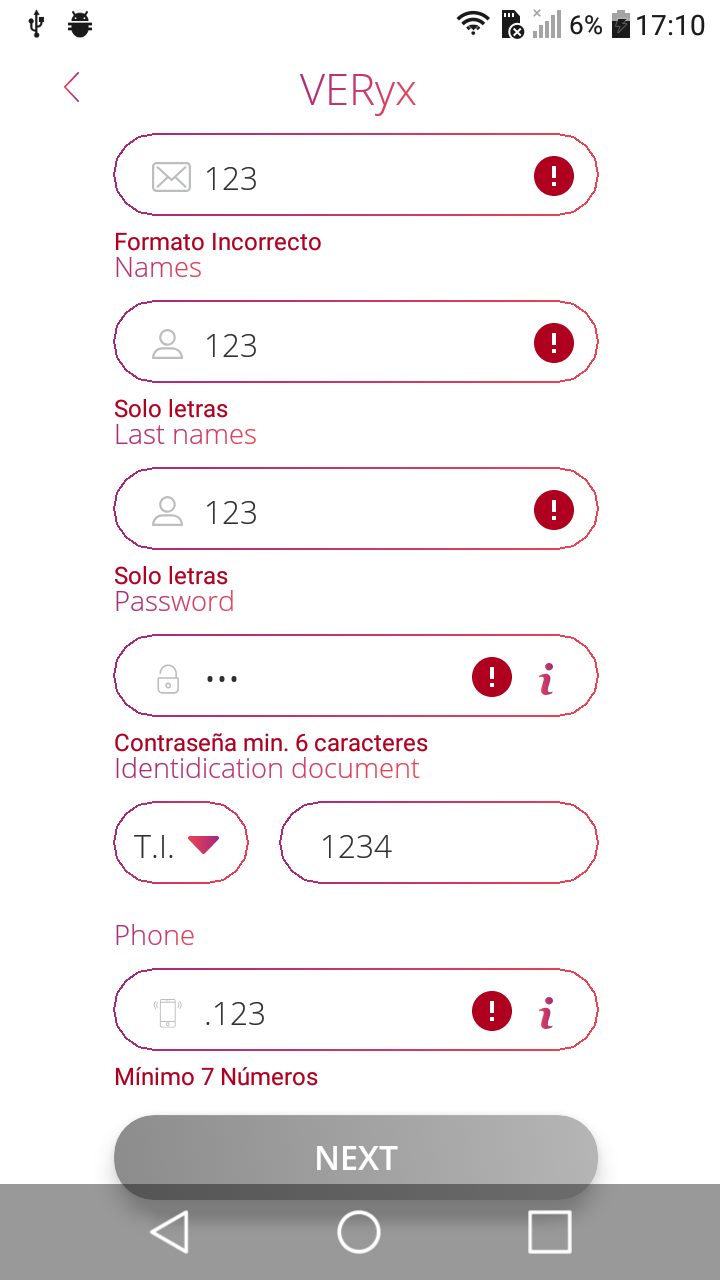 6% 17:10
VERyx
123
Formato Incorrecto
Names
123
Solo letras
Last names
123
Solo letras
Password
•••
Contraseña min. 6 caracteres
Identidication document
T.I. 1234
Phone
.123
Mínimo 7 Números
NEXT